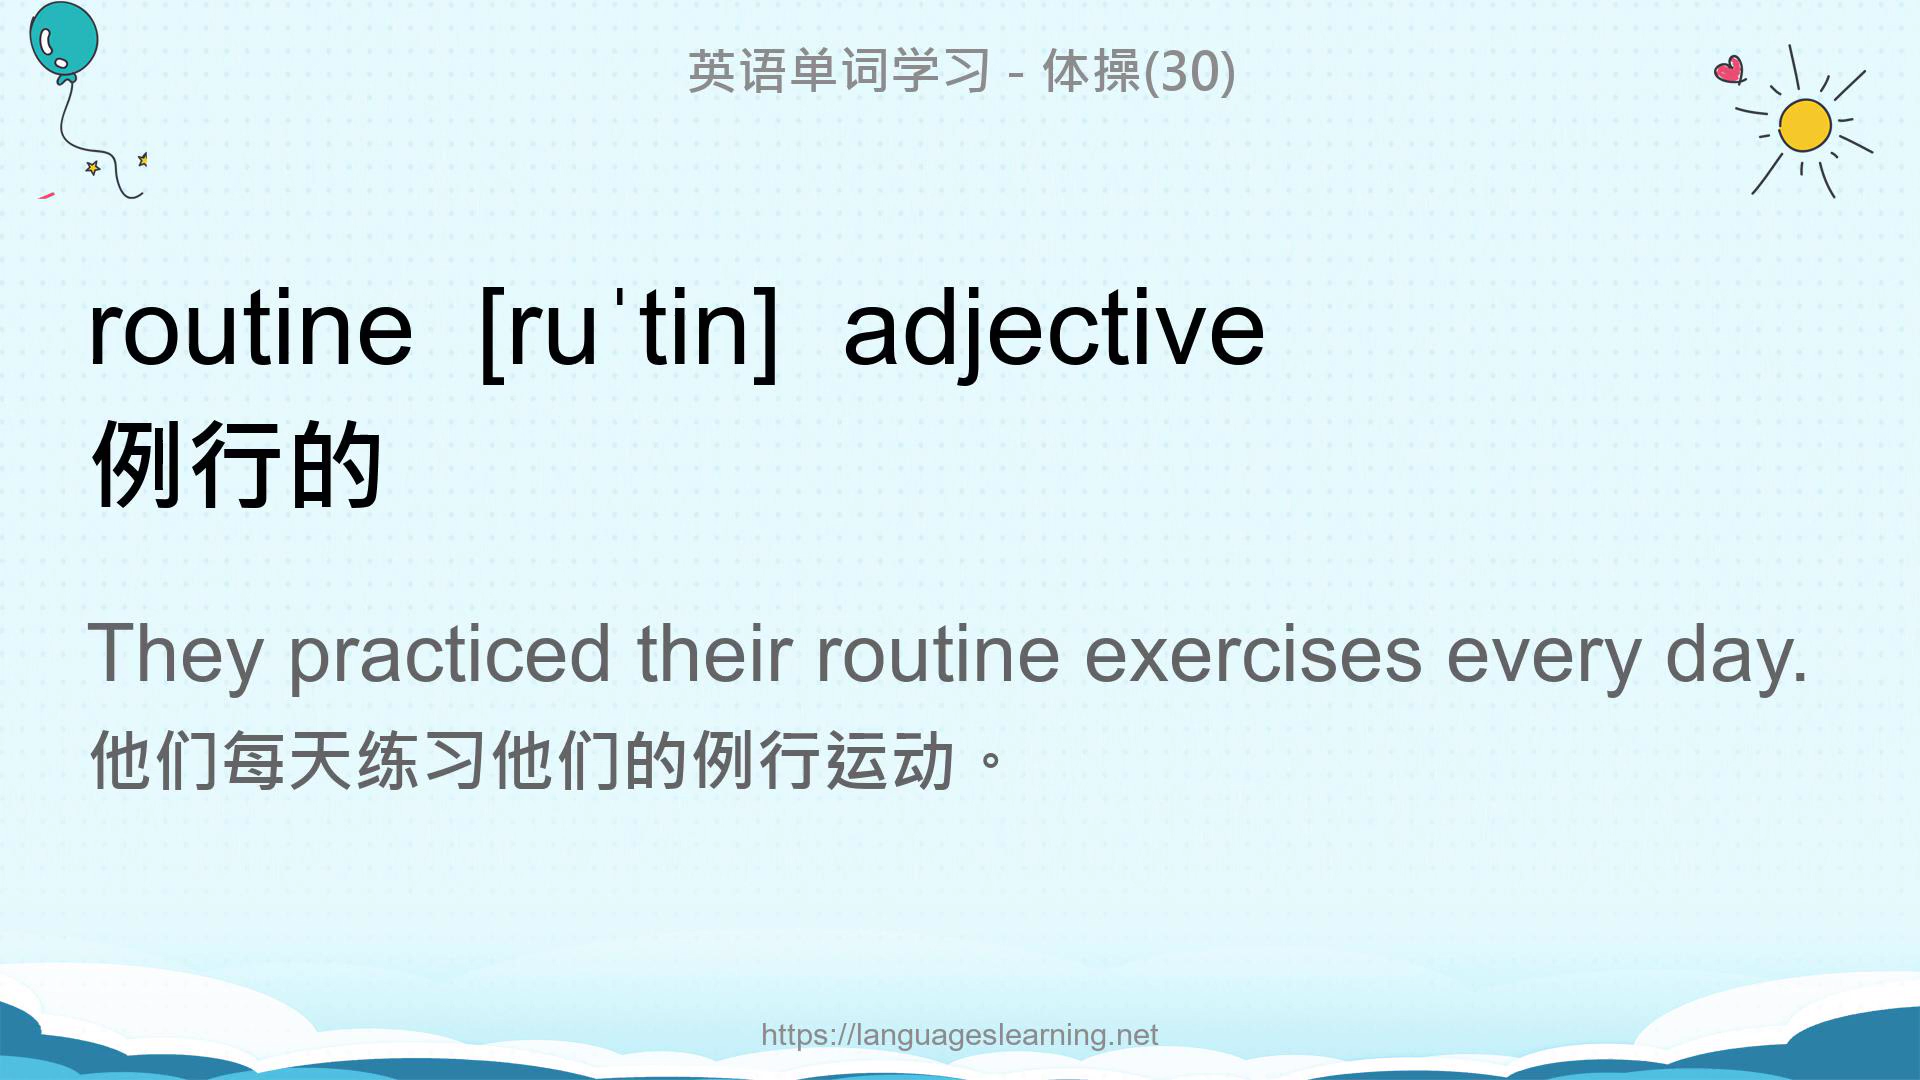 英语单词学习 - 体操(30)
routine [ruˈtin] adjective
例行的
They practiced their routine exercises every day.
他们每天练习他们的例行运动。
https://languageslearning.net